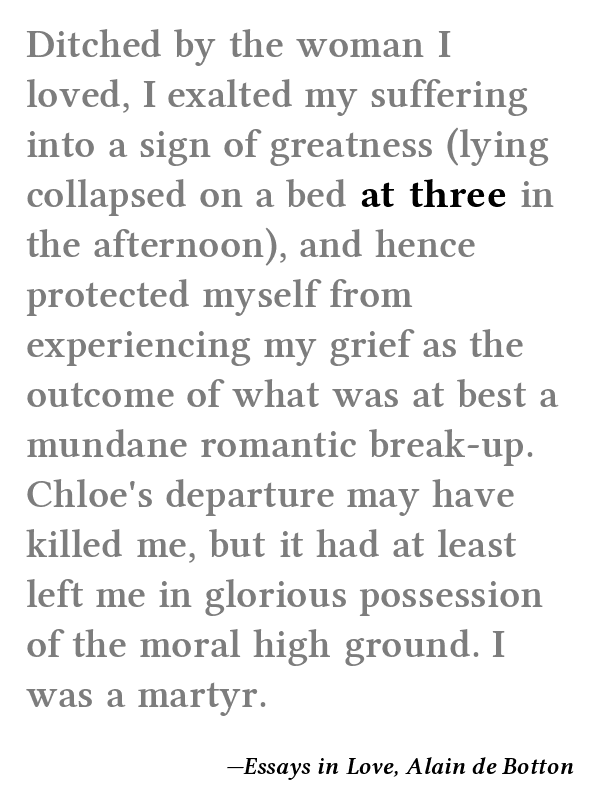 Ditched by the woman I
loved, I exalted my suffering
into a sign of greatness (lying
collapsed on a bed at three in
the afternoon), and hence
protected myself from
experiencing my grief as the
outcome of what was at best a
mundane romantic break-up.
Chloe's departure may have
killed me, but it had at least
left me in glorious possession
of the moral high ground. I
was a martyr.
—Essays in Love, Alain de Botton